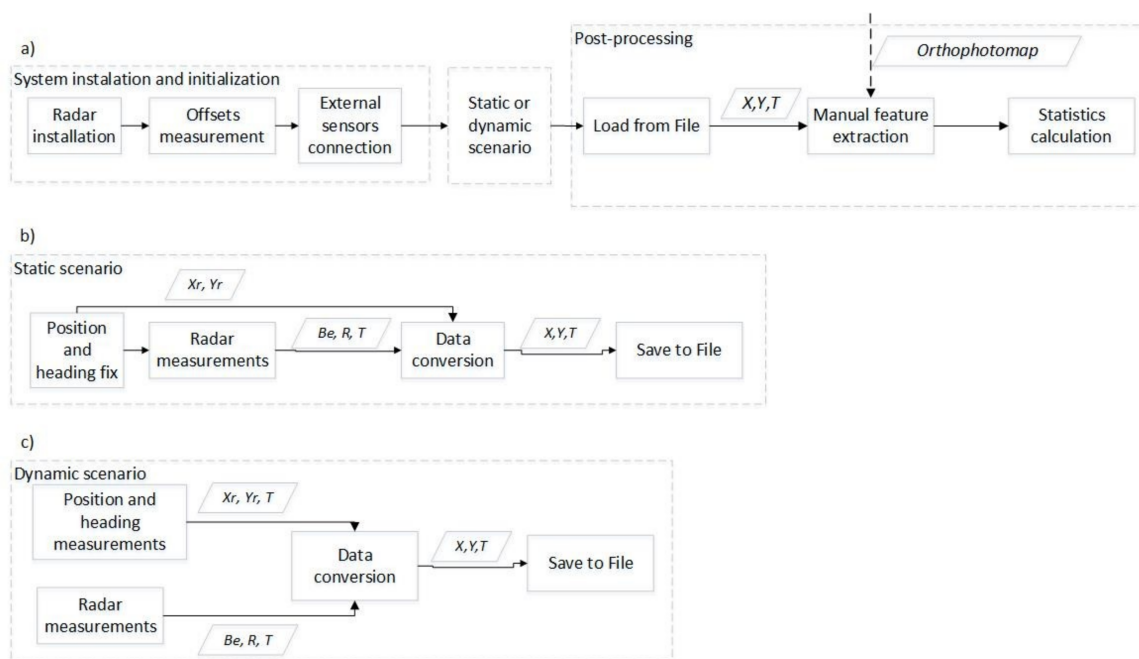 a)
System instalation and initialization
Radar
installation
Offsets
measurement
External
sensors
connection
Static or
dynamic
scenario
Post-processing
Orthophotomap
Load from File
X,Y,T
Manual feature
extraction
Statistics
calculation
b)
Static scenario
Xr, Yr
Position
and
heading fix
Radar
measurements
Be, R, T
Data
conversion
X,Y,T
Save to File
c)
Dynamic scenario
Position and
heading
measurements
Xr, Yr, T
Radar
measurements
Be, R, T
Data
conversion
X,Y,T
Save to File